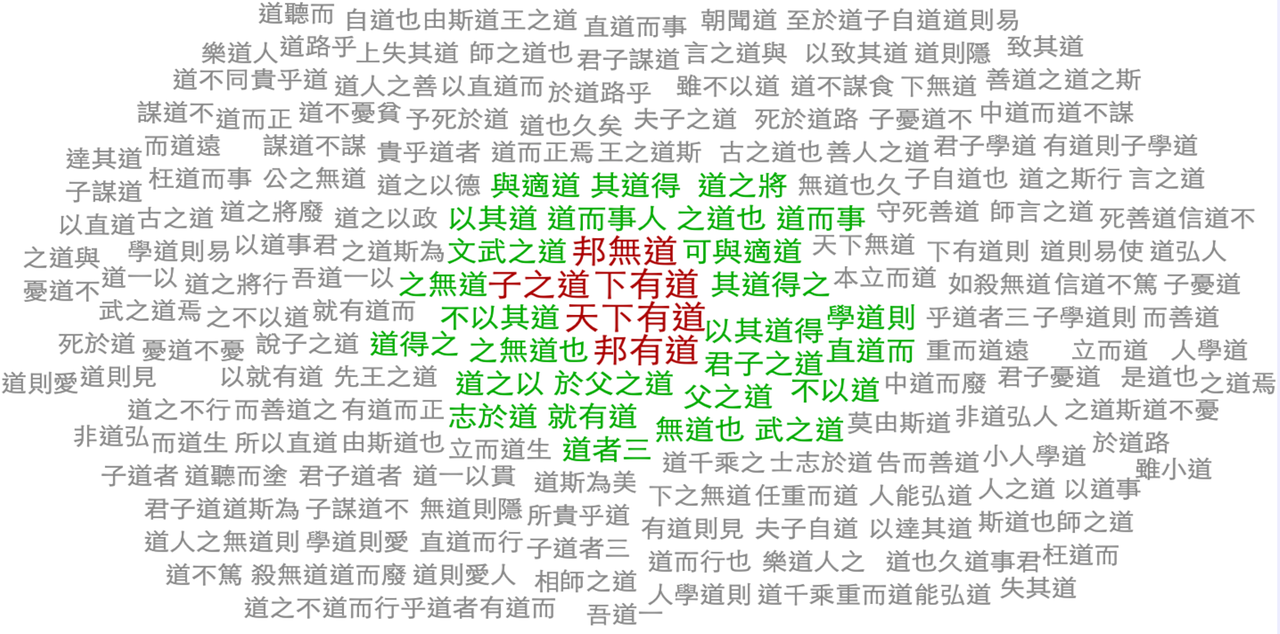 道聽而 自道也由斯道王之道 直道而事 朝聞道 至於道子自道道則易
樂道人道路乎上失其道 師之道也 君子謀道言之道與 以致其道 道則隱 致其道
道不同貴乎道 道人之善以直道而於道路乎 雖不以道 道不謀食 下無道 善道之道之斯
謀道不道而正 道不憂貧 予死於道 道也久矣 夫子之道 死於道路 子憂道不 中道而道不謀
達其道而道遠 謀道不謀 貴乎道者 道而正焉王之道斯 古之道也善人之道君子學道 有道則子學道
子謀道 枉道而事 公之無道 道之以德 與適道 其道得 道之將 無道也久子自道也 道之斯行 言之道
以直道古之道 道之將廢 道之以政 以其道 道而事人 之道也 道而事 守死善道 師言之道 死善道信道不
之道與 學道則易以道事君之道斯為文武之道邦無道可與適道 天下無道 下有道則 道則易使 道弘人
憂道不道一以 道之將行吾道一以 之無道子之道下有道 其道得之本立而道 如殺無道信道不篤 子憂道
武之道焉 之不以道就有道而 不以其道天下有道以其道得學道則 乎道者三子學道則 而善道
死於道 憂道不憂 說子之道 道得之 之無道也邦有道君子之道直道而 重而道遠 立而道 人學道
道則愛道則見 以就有道 先王之道 道之以 於父之道 父之道 不以道中道而廢 君子憂道 是道也之道焉
道之不行而善道之有道而正志於道 就有道 無道也 武之道莫由斯道非道弘人 之道斯道不憂
非道弘而道生 所以直道由斯道也立而道生 道者三 道千乘之士志於道告而善道小人學道 於道路
子道者 道聽而塗 君子道者 道一以貫 道斯為美 下之無道任重而道 人能弘道人之道 以道事 雖小道
君子道道斯為 子謀道不 無道則隱所貴乎道 有道則見 夫子自道 以達其道斯道也師之道
道人之無道則 學道則愛 直道而行子道者三 道而行也 樂道人之 道也久道事君枉道而
道不篤 殺無道道而廢道則愛人 相師之道 人學道則 道千乘重而道能弘道 失其道
道之不道而行乎道者有道而 吾道一